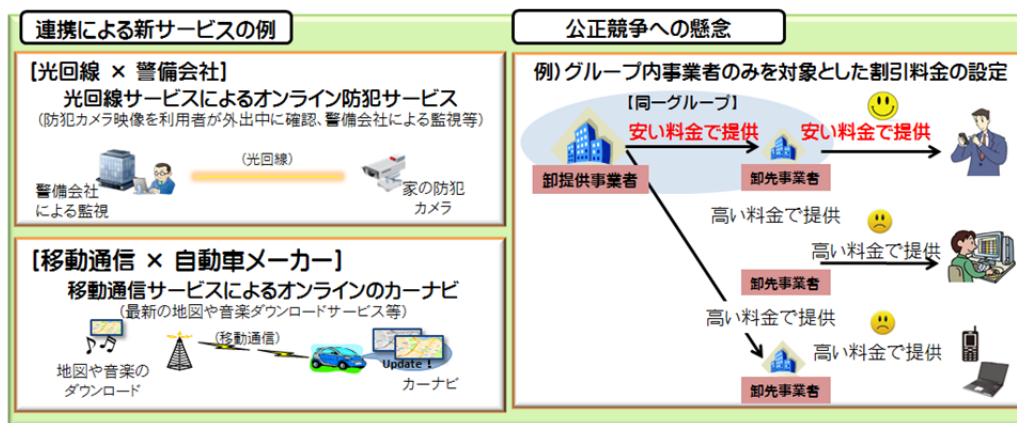 連携による新サービスの例
[光回線 × 警備会社]
光回線サービスによるオンライン防犯サービス
(防犯カメラ映像を利用者が外出中に確認、警備会社による監視等)
(光回線)
警備会社
による監視
家の防犯
カメラ
[移動通信 × 自動車メーカー]
移動通信サービスによるオンラインのカーナビ
(最新の地図や音楽ダウンロードサービス等)
(移動通信)
地図や音楽の
ダウンロード
Update!
カーナビ
公正競争への懸念
例)グループ内事業者のみを対象とした割引料金の設定
【同一グループ】
安い料金で提供
安い料金で提供
卸提供事業者
卸先事業者
高い料金で提供
高い料金で提供
卸先事業者
高い料金で提供
高い料金で提供
卸先事業者